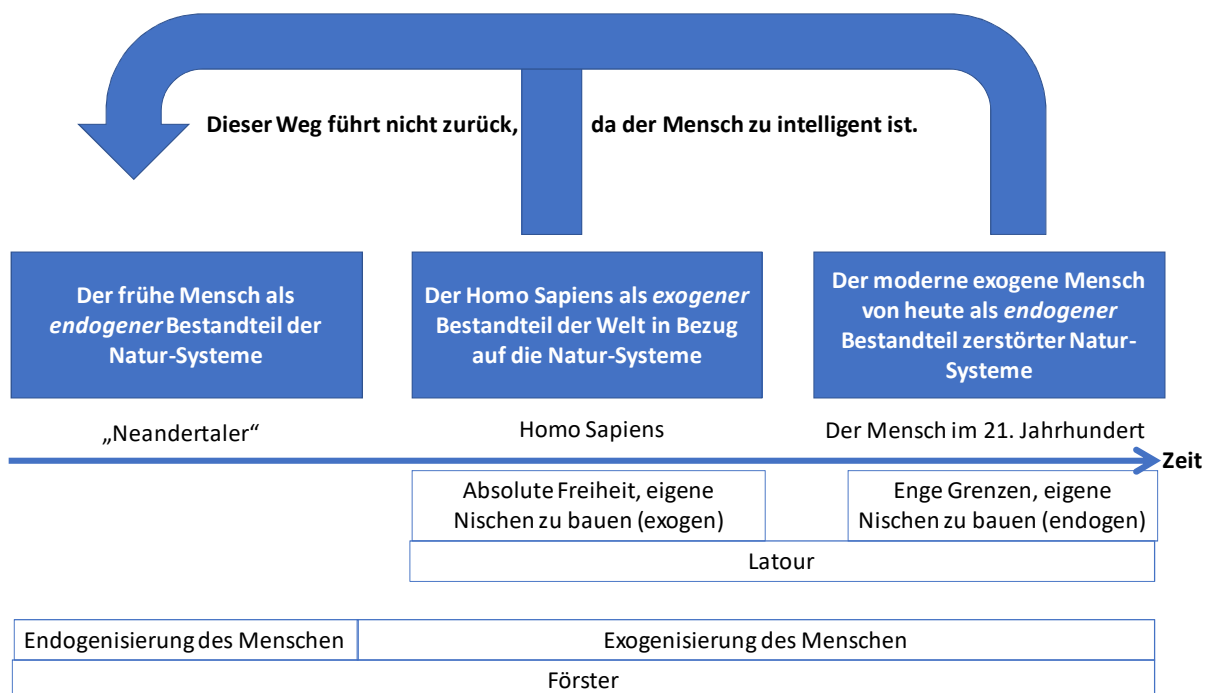 Dieser Weg führt nicht zurück, da der Mensch zu intelligent ist.
Der frühe Mensch als
endogener Bestandteil der
Natur-Systeme
Der Homo Sapiens als exogener
Bestandteil der Welt in Bezug
auf die Natur-Systeme
Der moderne exogene Mensch
von heute als endogener
Bestandteil zerstörter Natur-
Systeme
„Neandertaler“
Homo Sapiens
Der Mensch im 21. Jahrhundert
Zeit
Absolute Freiheit, eigene
Nischen zu bauen (exogen)
Enge Grenzen, eigene
Nischen zu bauen (endogen)
Latour
Endogenisierung des Menschen
Exogenisierung des Menschen
Förster